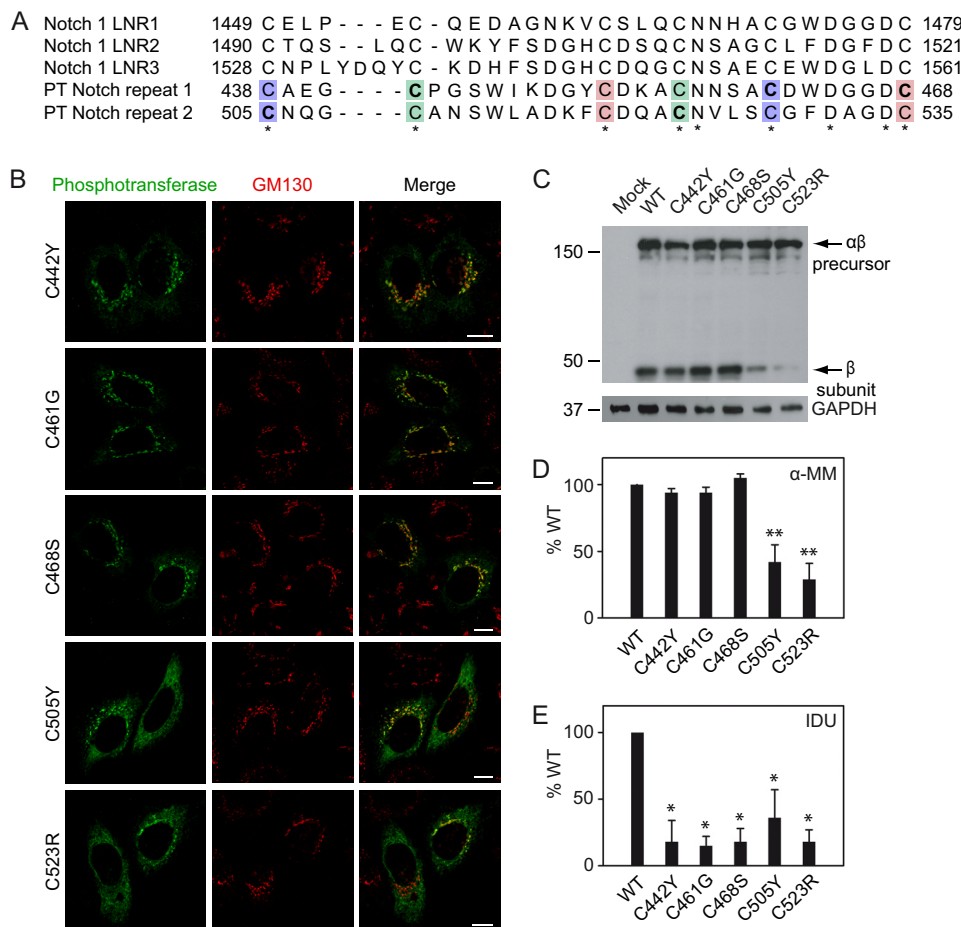 A
Notch 1 LNR1 1449 C E L P - - - E C - Q E D A G N K V C S L Q C N N H A C G W D G G D C 1479
Notch 1 LNR2 1490 C T Q S - - L Q C - W K Y F S D G H C D S Q C N S A G C L F D G F D C 1521
Notch 1 LNR3 1528 C N P L Y D Q Y C - K D H F S D G H C D Q G C N S A E C E W D G L D C 1561
PT Notch repeat 1 438 C A E G - - - - C P G S W I K D G Y C D K A C N N S A C D W D G G D C 468
PT Notch repeat 2 505 C N Q G - - - - C A N S W L A D K F C D Q A C N V L S C G F D A G D C 535
* * * * * * * * *
B
Phosphotransferase GM130 Merge
C442Y
C461G
C468S
C505Y
C523R
C
Mock WT C442Y C461G C468S C505Y C523R
150
αβ
precursor
50
β
subunit
37
GAPDH
D
α-MM
% WT
100
50
0
** **
WT C442Y C461G C468S C505Y C523R
E
IDU
% WT
100
50
0
* * * * *
WT C442Y C461G C468S C505Y C523R